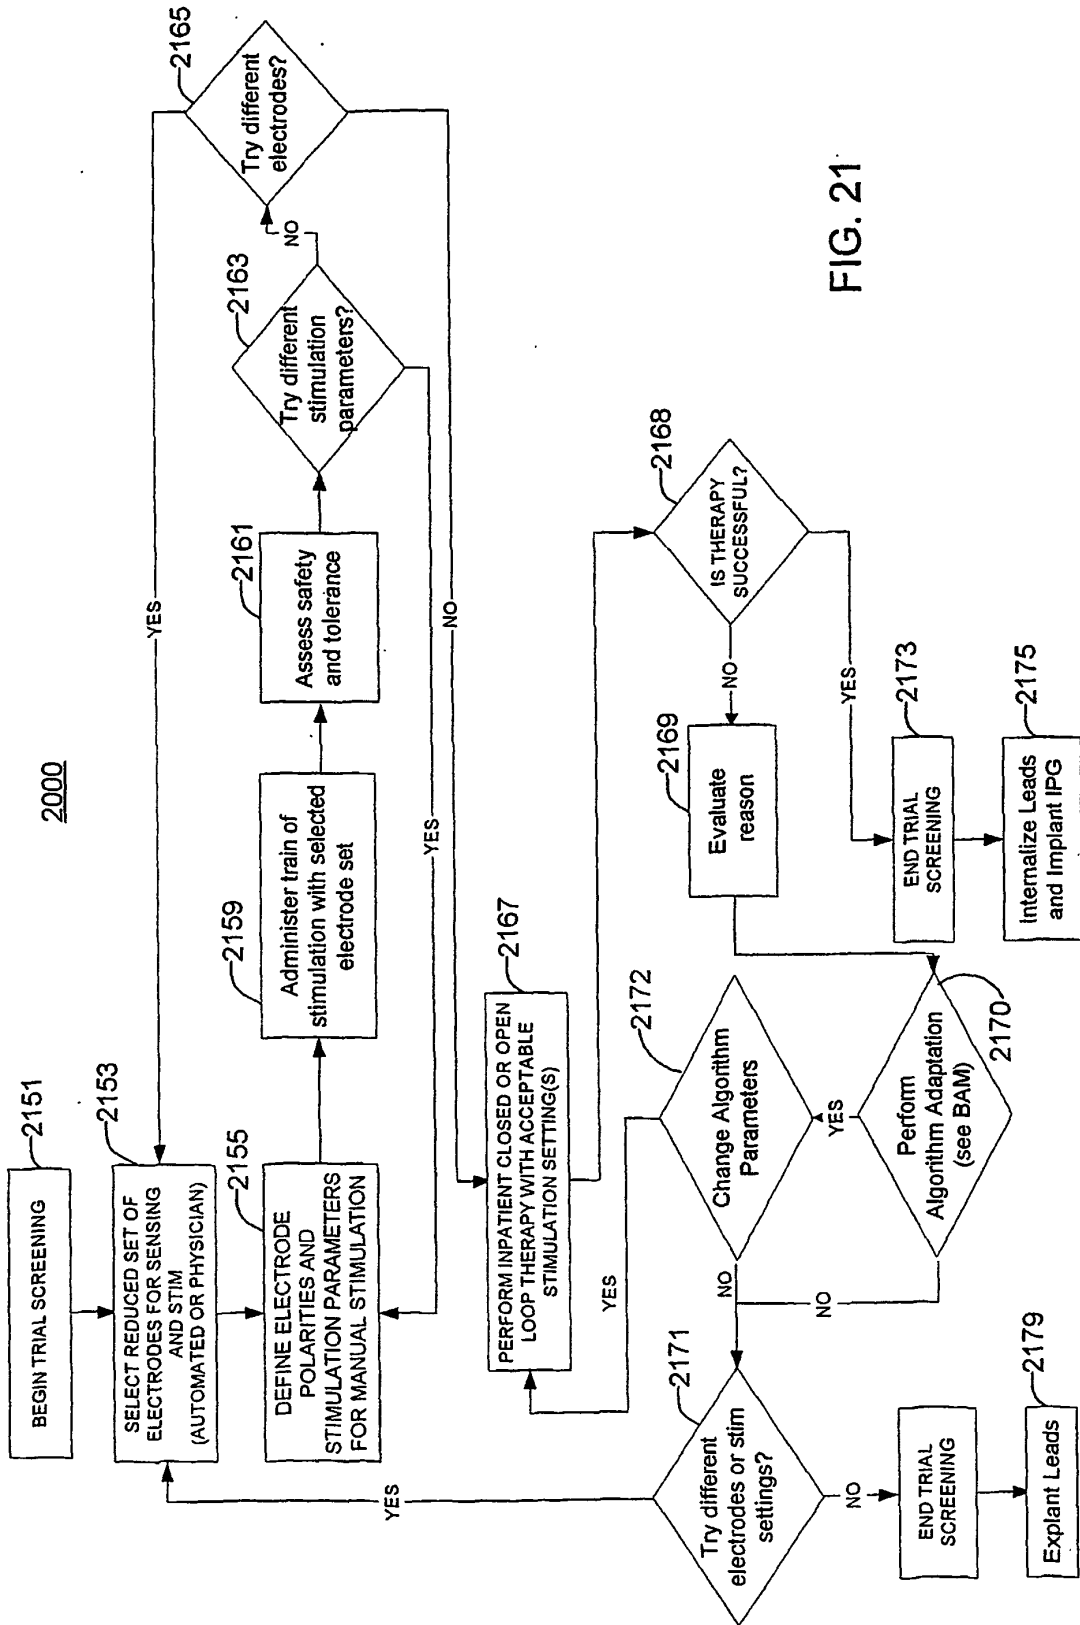 2000
2151
BEGIN TRIAL SCREENING
2153
SELECT REDUCED SET OF
ELECTRODES FOR SENSING
AND STIM
(AUTOMATED OR PHYSICIAN)
2155
DEFINE ELECTRODE
POLARITIES AND
STIMULATION PARAMETERS
FOR MANUAL STIMULATION
2159
Administer train of
stimulation with selected
electrode set
2161
Assess safety
and tolerance
2163
Try different
stimulation
parameters?
NO
YES
2165
Try different
electrodes?
YES
NO
2167
PERFORM INPATIENT CLOSED OR OPEN
LOOP THERAPY WITH ACCEPTABLE
STIMULATION SETTING(S)
2168
IS THERAPY
SUCCESSFUL?
NO
YES
2169
Evaluate
reason
2170
Perform
Algorithm Adaptation
(see BAM)
YES
NO
2172
Change Algorithm
Parameters
YES
NO
2171
Try different
electrodes or stim
settings?
YES
NO
END TRIAL
SCREENING
2179
Explant Leads
2173
END TRIAL
SCREENING
2175
Internalize Leads
and Implant IPG
FIG. 21